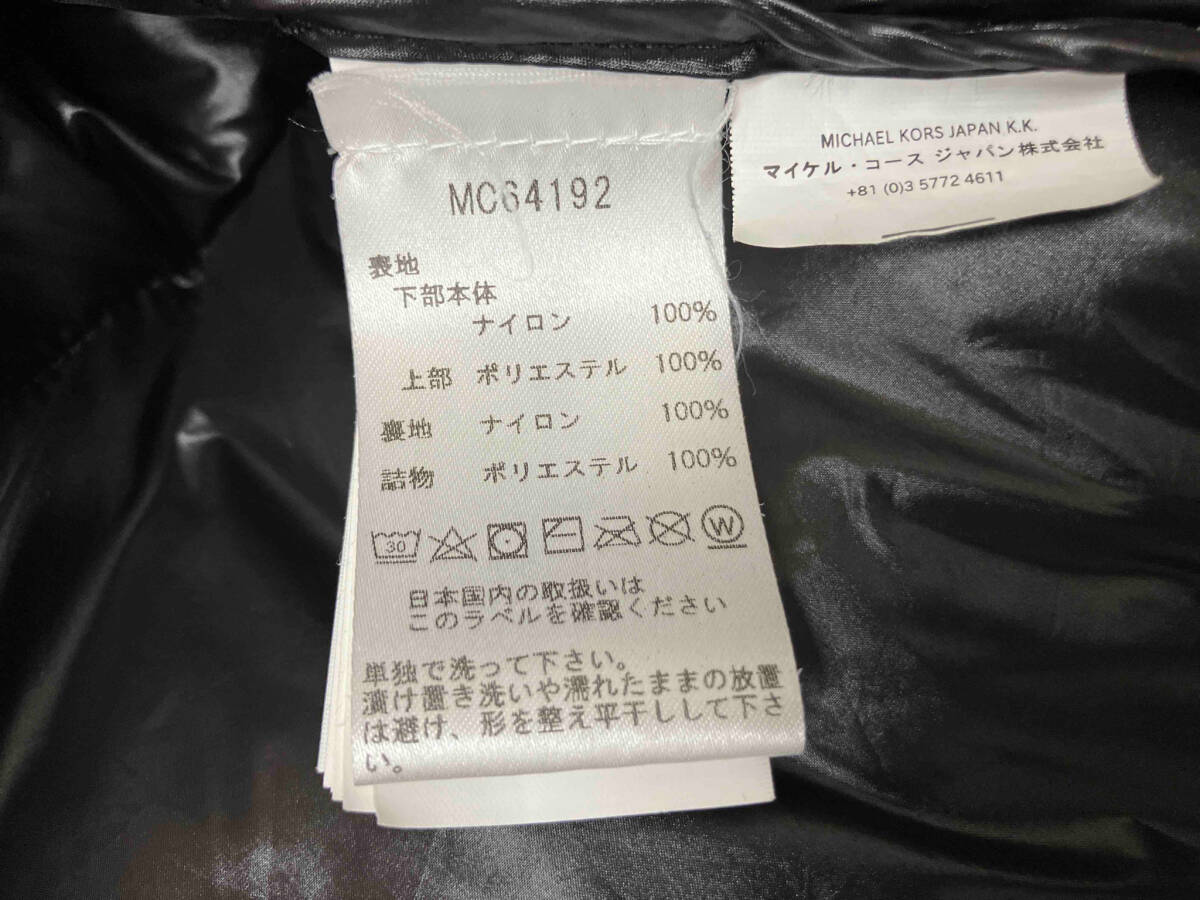 MC64192
表地
下部本体
ナイロン 100%
上部 ポリエステル 100%
裏地 ナイロン 100%
詰物 ポリエステル 100%
30 W
日本国内の取扱いは
このラベルを確認ください
単独で洗って下さい。
漬け置き洗いや濡れたままの放置
は避け、形を整え平干しして下さ
い。
MICHAEL KORS JAPAN K.K.
マイケル・コース ジャパン株式会社
+81 (0)3 5772 4611